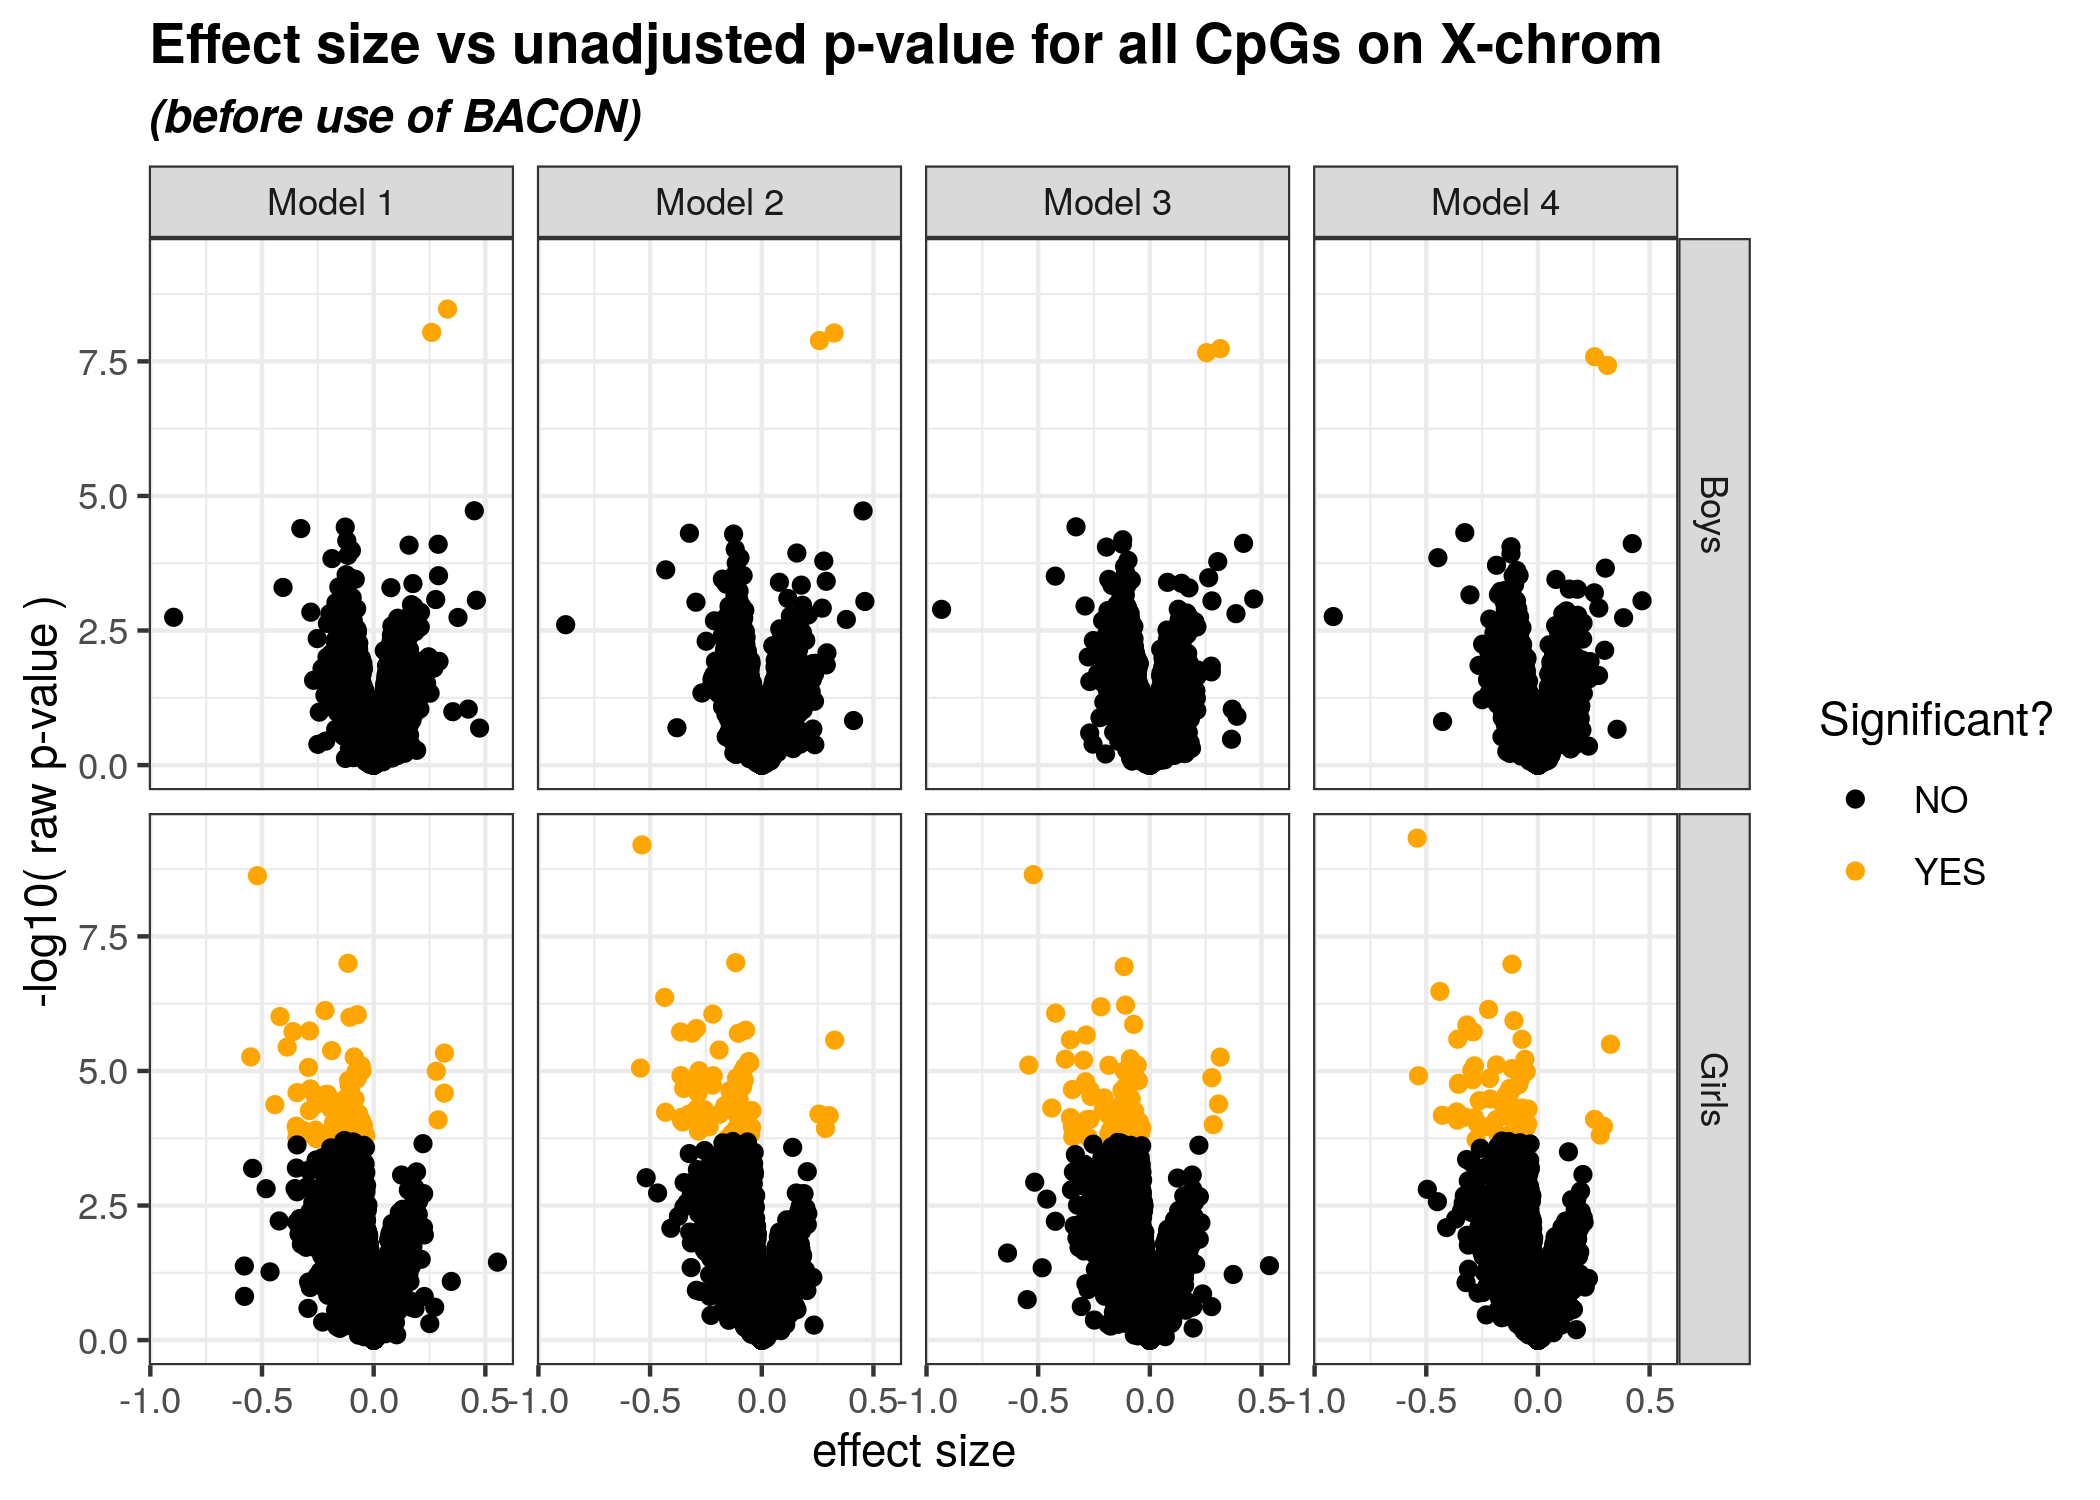 Effect size vs unadjusted p-value for all CpGs on X-chrom
(before use of BACON)
Model 1
Model 2
Model 3
Model 4
7.5
5.0
2.5
0.0
Boys
7.5
5.0
2.5
0.0
Girls
-log10( raw p-value )
-1.0 -0.5 0.0 0.5
-1.0 -0.5 0.0 0.5
-1.0 -0.5 0.0 0.5
-1.0 -0.5 0.0 0.5
effect size
Significant?
NO
YES